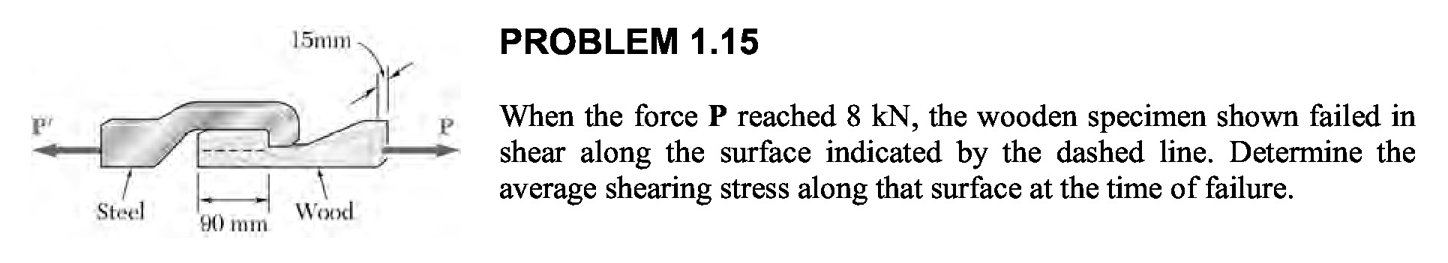 15mm
PROBLEM 1.15
When the force P reached 8 kN, the wooden specimen shown failed in
shear along the surface indicated by the dashed line. Determine the
average shearing stress along that surface at the time of failure.
P'
P
Steel
90 mm
Wood